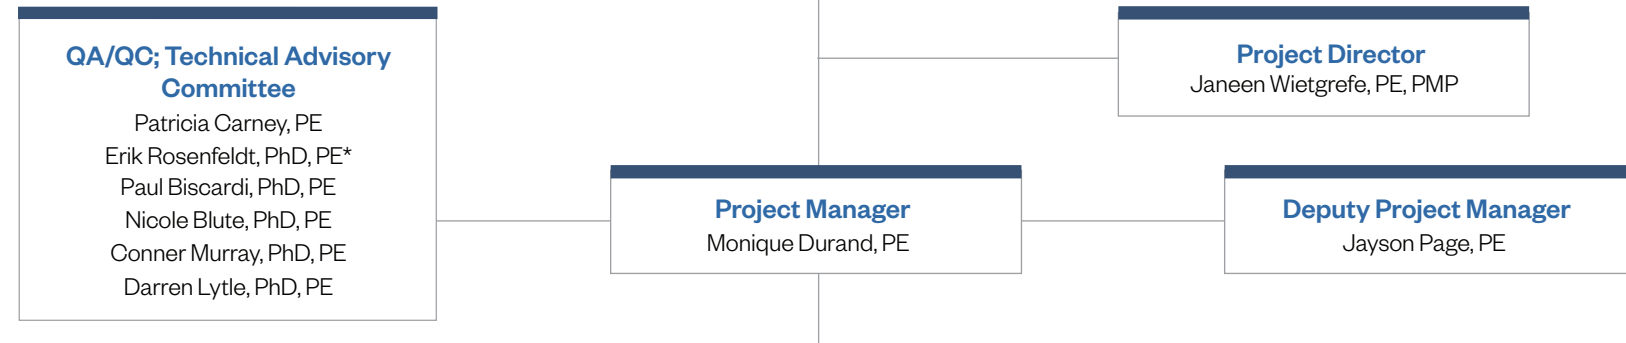 QA/QC; Technical Advisory
Committee
Patricia Carney, PE
Erik Rosenfeldt, PhD, PE*
Paul Biscardi, PhD, PE
Nicole Blute, PhD, PE
Conner Murray, PhD, PE
Darren Lytle, PhD, PE
Project Director
Janeen Wietgrefe, PE, PMP
Project Manager
Monique Durand, PE
Deputy Project Manager
Jayson Page, PE